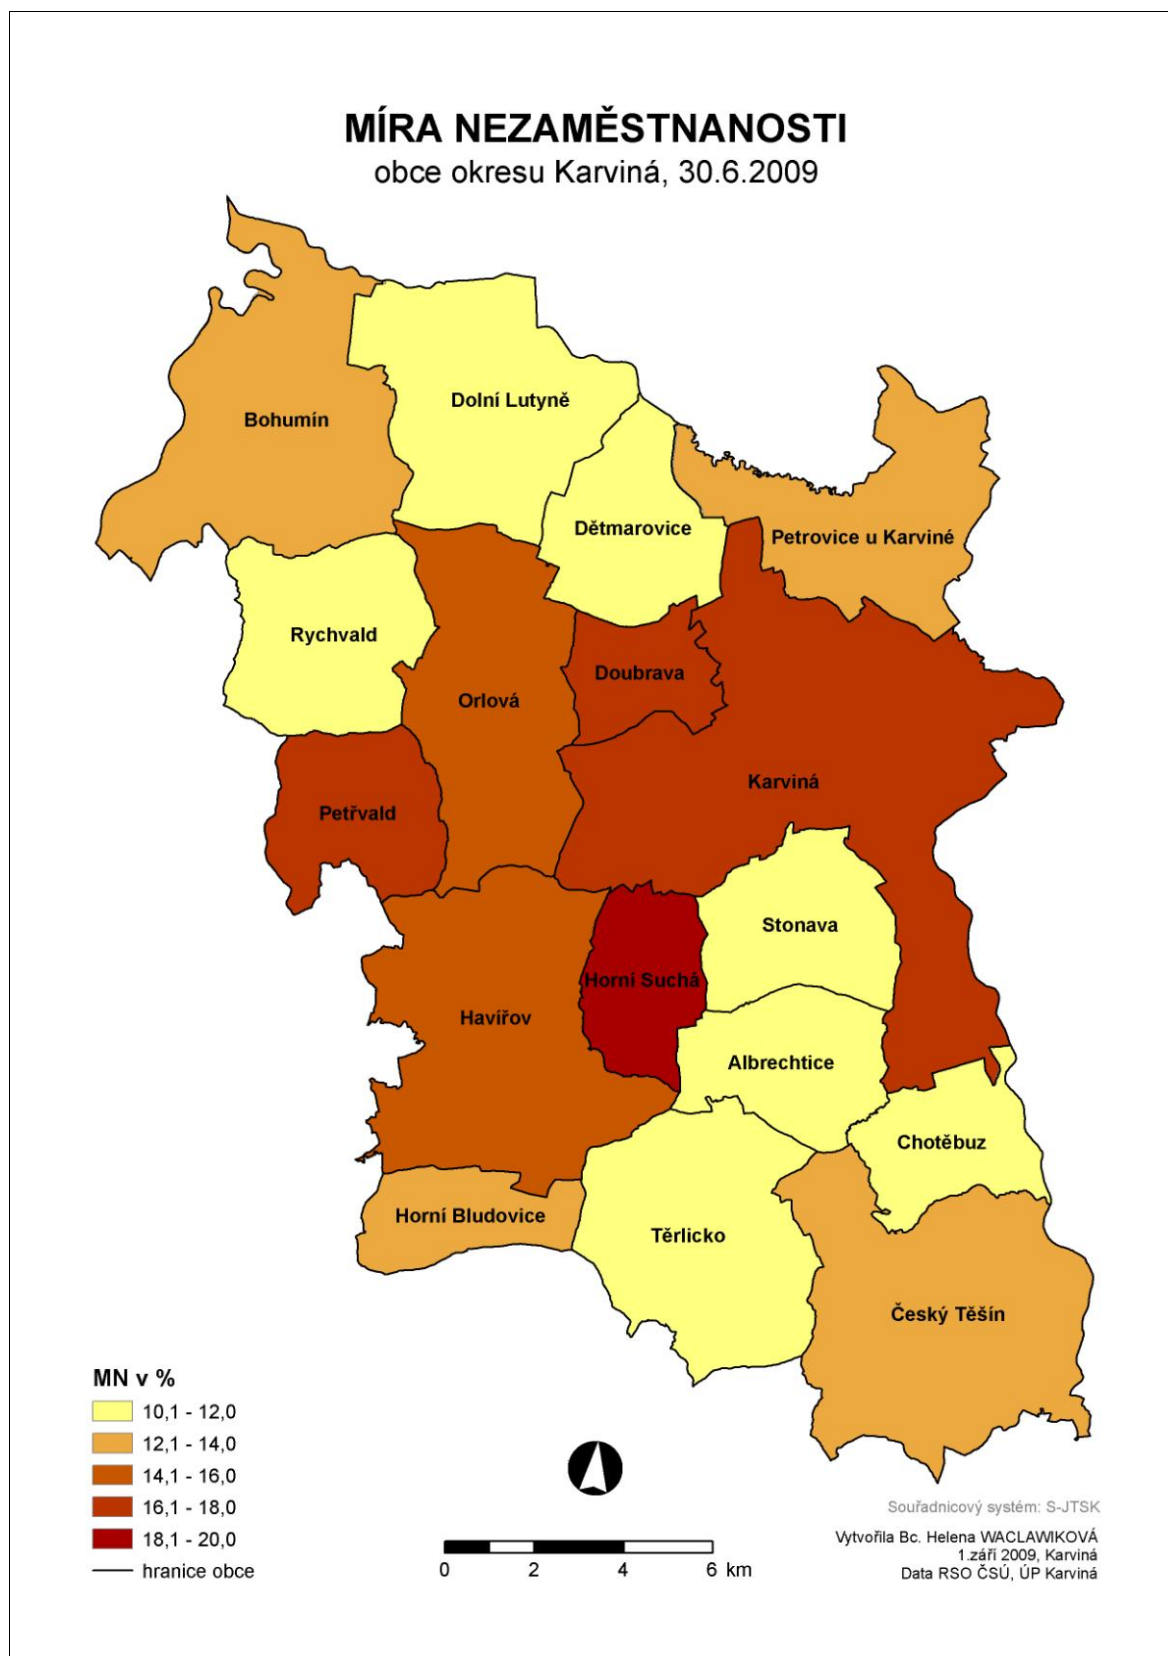 MÍRA NEZAMĚSTNANOSTI
obce okresu Karviná, 30.6.2009
Dolní Lutyně
Bohumín
Dětmarovice
Petrovice u Karviné
Rychvald
Doubrava
Orlová
Karviná
Petřvald
Stonava
Horní Suchá
Havířov
Albrechtice
Chotěbuz
Horní Bludovice
Těrlicko
Český Těšín
MN v %
10,1 - 12,0
12,1 - 14,0
14,1 - 16,0
16,1 - 18,0
18,1 - 20,0
hranice obce
0 2 4 6 km
Souřadnicový systém: S-JTSK
Vytvořila Bc. Helena WACLAWIKOVÁ
1.září 2009, Karviná
Data RSO ČSÚ, ÚP Karviná